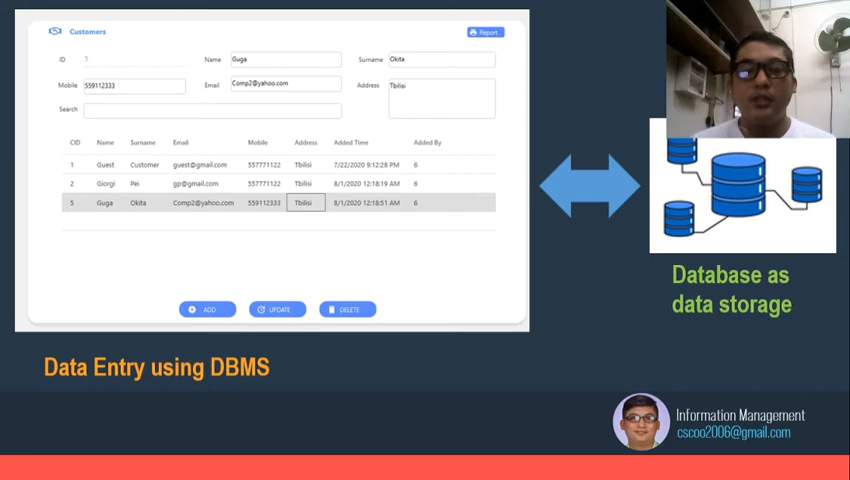 Customers
Report
ID ? Name Guga Surname Okita
Mobile 559112333 Email Comp2@yahoo.com Address Tbilisi
Search
CID Name Surname Email Mobile Address Added Time Added By
1 Guest Customer guest@gmail.com 557771122 Tbilisi 7/22/2020 9:12:28 PM 6
2 Giorgi Pei gp@gmail.com 557771122 Tbilisi 8/1/2020 12:18:19 AM 6
5 Guga Okita Comp2@yahoo.com 559112333 Tbilisi 8/1/2020 12:18:51 AM 6
ADD UPDATE DELETE
Database as
data storage
Data Entry using DBMS
Information Management
cscoo2006@gmail.com